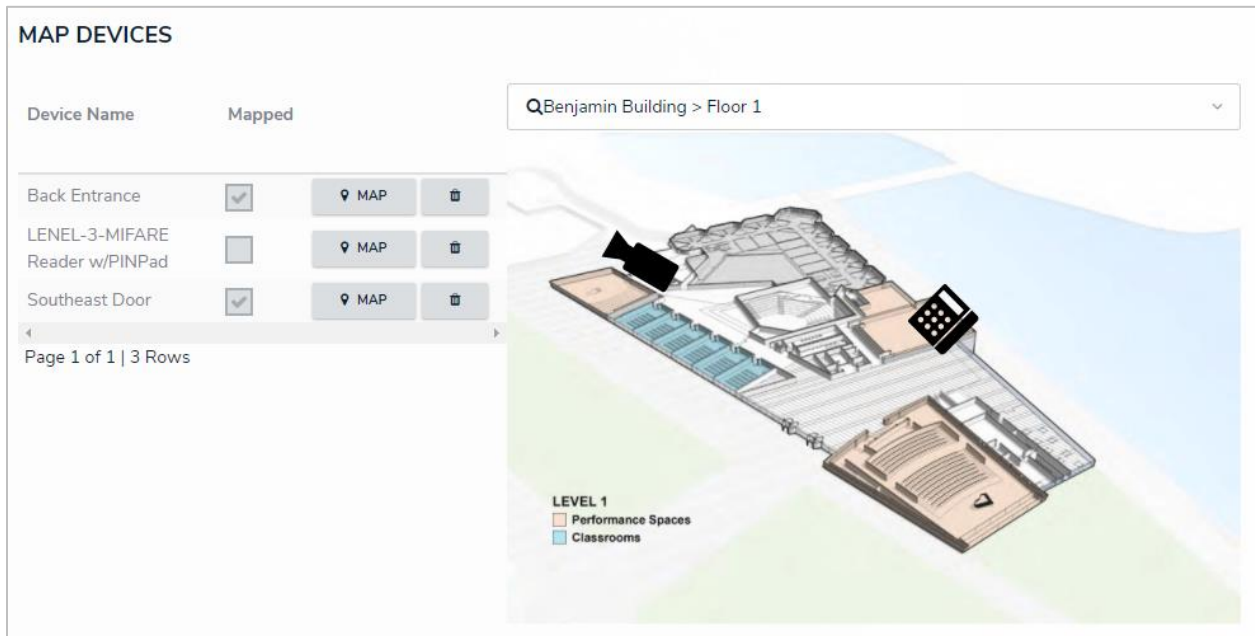 MAP DEVICES
Device Name Mapped
Benjamin Building > Floor 1
Back Entrance MAP
LENEL-3-MIFARE
Reader w/PINPad MAP
Southeast Door MAP
Page 1 of 1 | 3 Rows
LEVEL 1
Performance Spaces
Classrooms